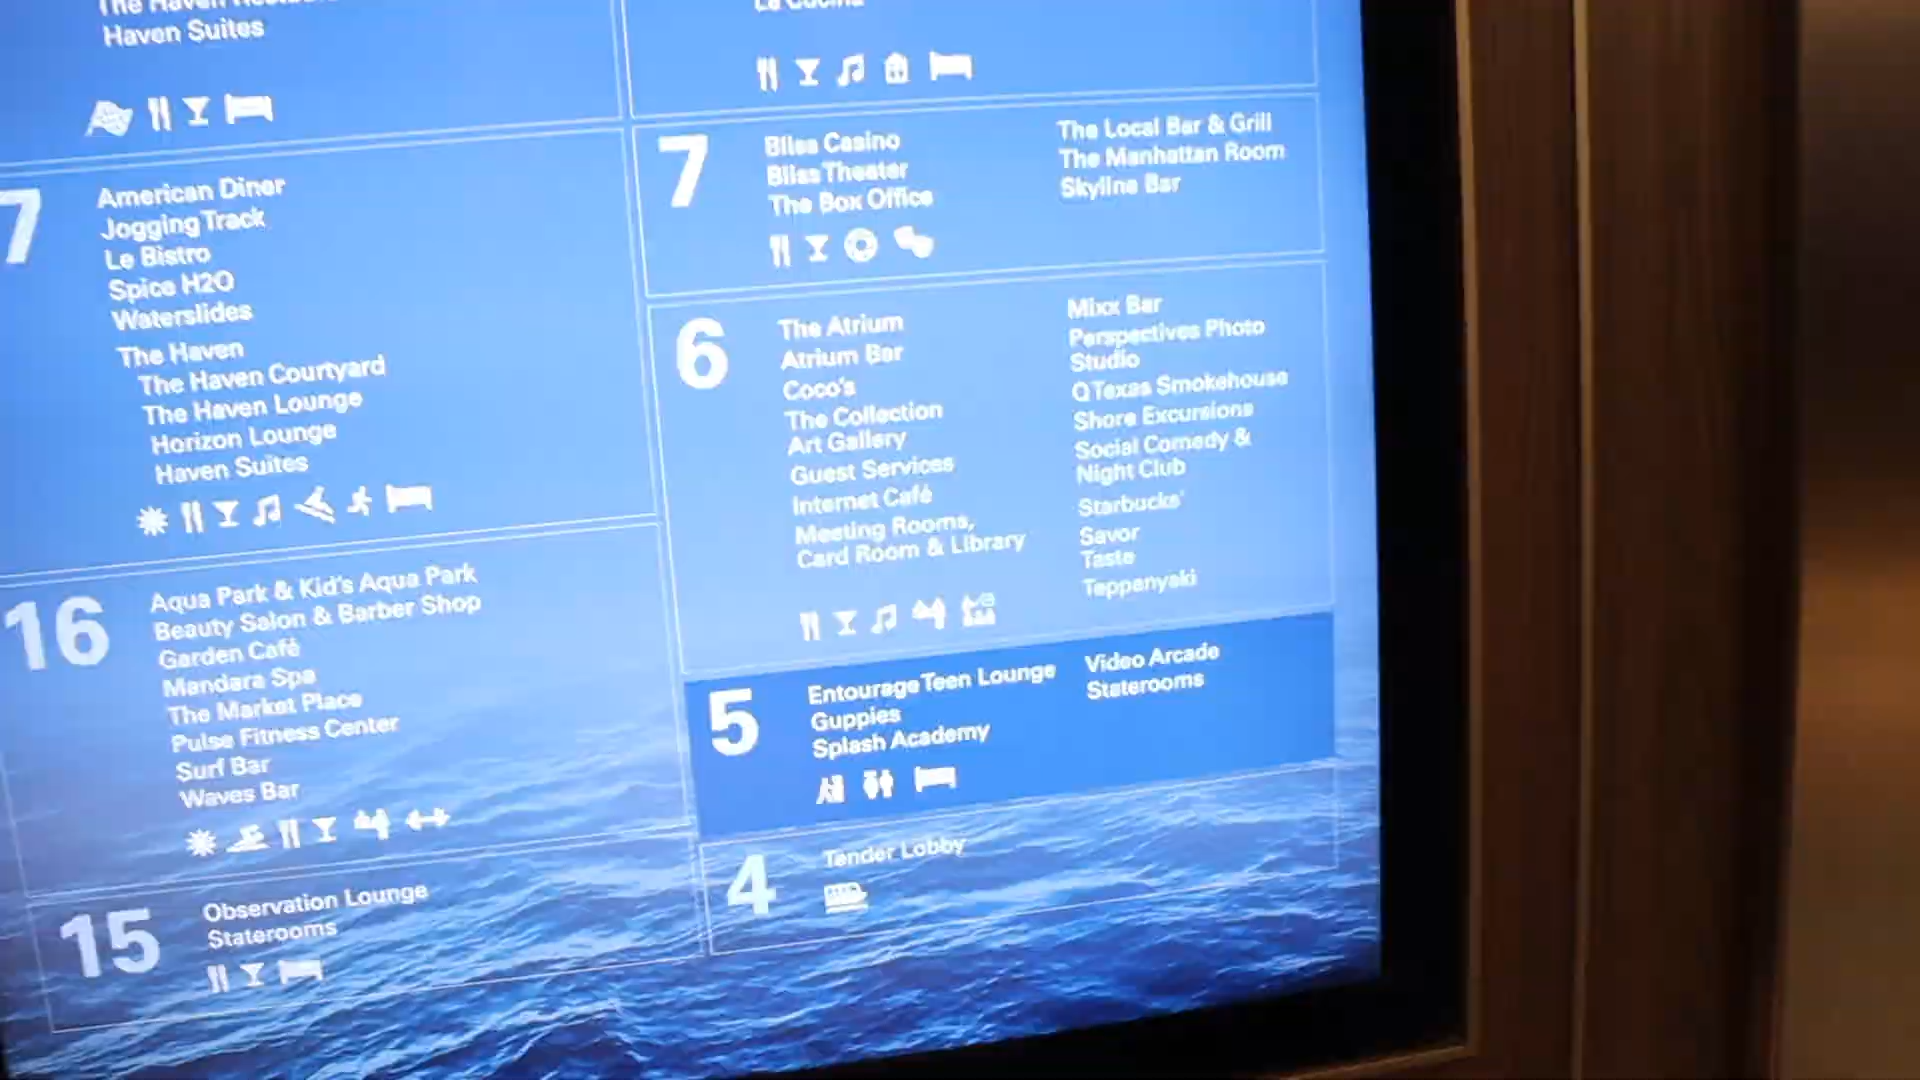 The Haven
Haven Suites
7
American Diner
Jogging Track
Le Bistro
Spice H2O
Waterslides
The Haven
The Haven Courtyard
The Haven Lounge
Horizon Lounge
Haven Suites
16
Aqua Park & Kid's Aqua Park
Beauty Salon & Barber Shop
Garden Café
Mandara Spa
The Market Place
Pulse Fitness Center
Surf Bar
Waves Bar
15
Observation Lounge
Staterooms
La Cucina
7
Bliss Casino
Bliss Theater
The Box Office
The Local Bar & Grill
The Manhattan Room
Skyline Bar
6
The Atrium
Atrium Bar
Coco's
The Collection
Art Gallery
Guest Services
Internet Café
Meeting Rooms,
Card Room & Library
Mixx Bar
Perspectives Photo
Studio
Q Texas Smokehouse
Shore Excursions
Social Comedy &
Night Club
Starbucks'
Savor
Taste
Teppanyaki
5
Entourage Teen Lounge
Guppies
Splash Academy
Video Arcade
Staterooms
4
Tender Lobby